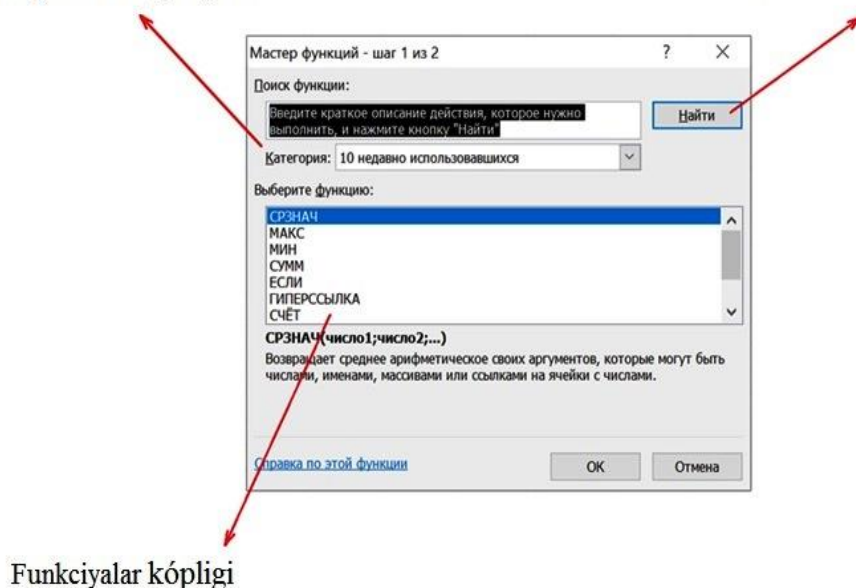 Мастер функций - шаг 1 из 2
?
Поиск функции:
Введите краткое описание действия, которое нужно
выполнить, и нажмите кнопку "Найти"
Найти
Категория: 10 недавно использовавшихся
Выберите функцию:
СРЗНАЧ
МАКС
МИН
СУММ
ЕСЛИ
ГИПЕРССЫЛКА
СЧЁТ
СРЗНАЧ(число1;число2;...)
Возвращает среднее арифметическое своих аргументов, которые могут быть
числами, именами, массивами или ссылками на ячейки с числами.
Справка по этой функции
ОК
Отмена
Funkciyalar kópligi